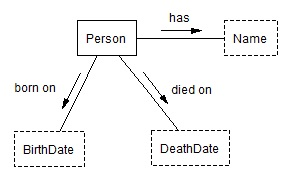 has
Person
Name
born on
died on
BirthDate
DeathDate